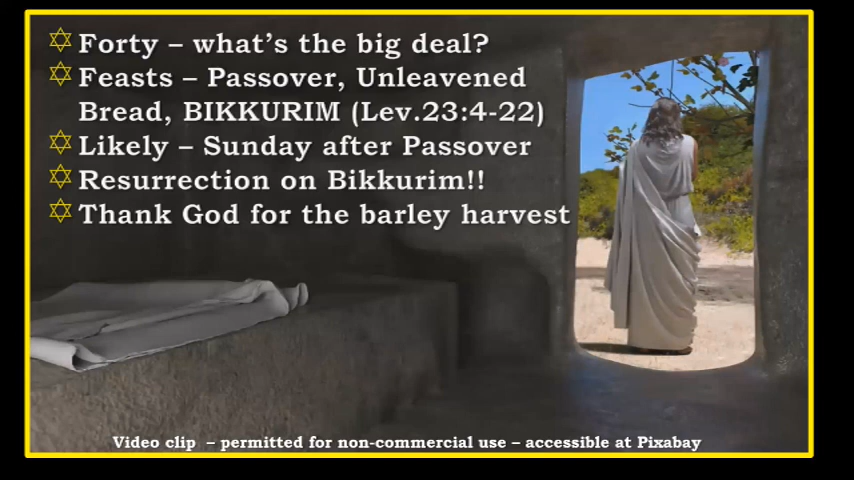 Forty – what's the big deal?
Feasts – Passover, Unleavened
Bread, BIKKURIM (Lev.23:4-22)
Likely – Sunday after Passover
Resurrection on Bikkurim!!
Thank God for the barley harvest
Video clip – permitted for non-commercial use – accessible at Pixabay